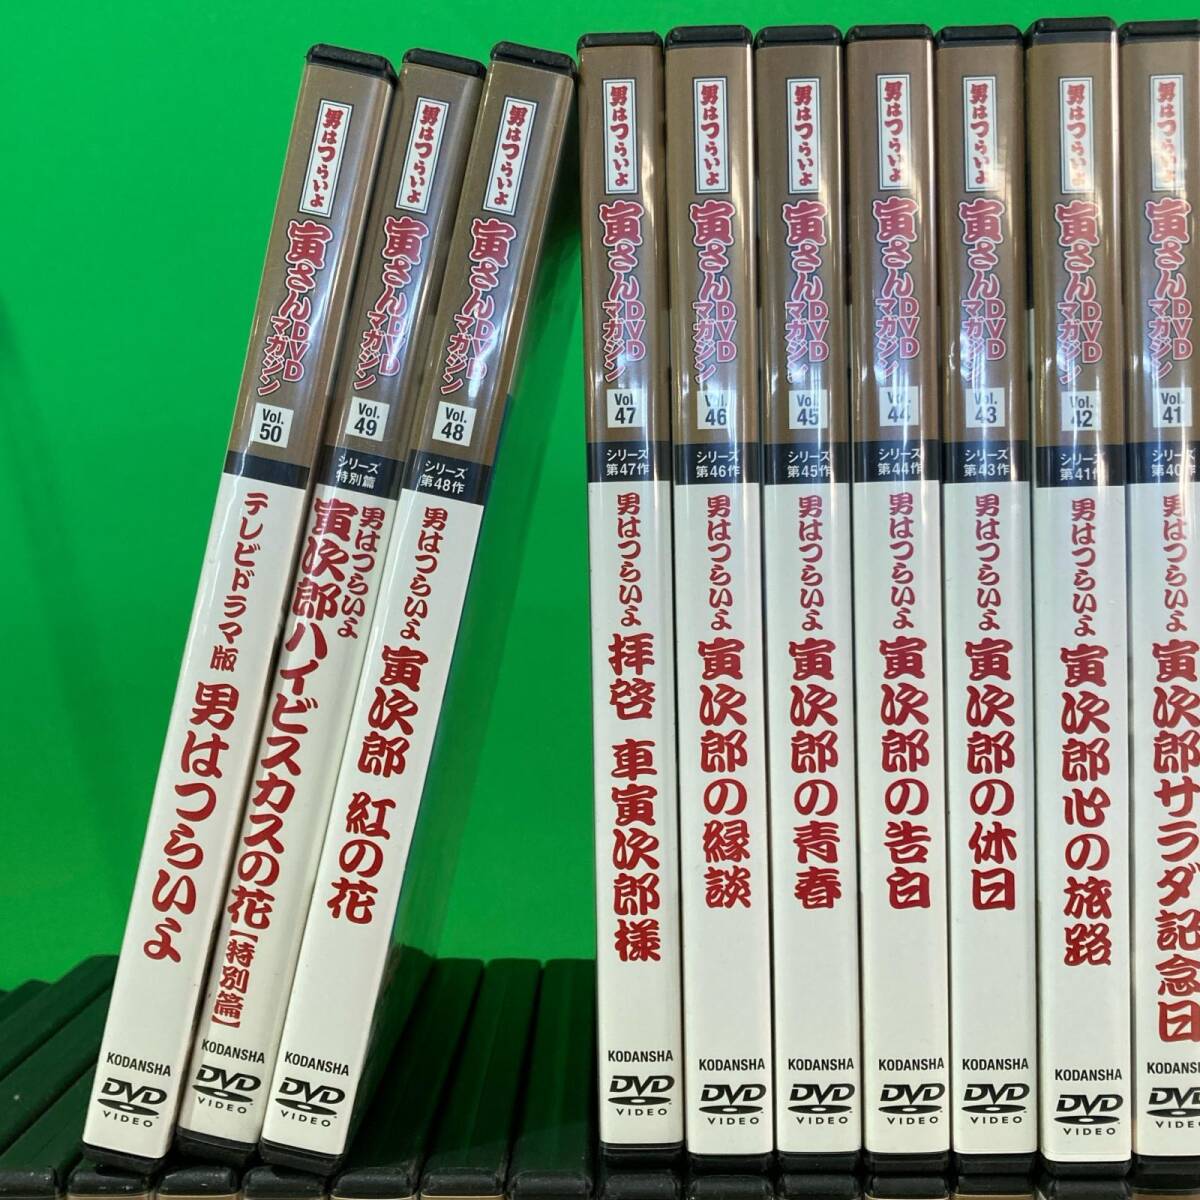 男はつらいよ
寅さんDVDマガジン
Vol. 50
テレビドラマ版 男はつらいよ
KODANSHA
DVD VIDEO
男はつらいよ
寅さんDVDマガジン
Vol. 49
シリーズ特別篇
男はつらいよ
寅次郎ハイビスカスの花【特別篇】
KODANSHA
DVD VIDEO
男はつらいよ
寅さんDVDマガジン
Vol. 48
シリーズ第48作
男はつらいよ 寅次郎 紅の花
KODANSHA
DVD VIDEO
男はつらいよ
寅さんDVDマガジン
Vol. 47
シリーズ第47作
男はつらいよ 拝啓 車寅次郎様
KODANSHA
DVD VIDEO
男はつらいよ
寅さんDVDマガジン
Vol. 46
シリーズ第46作
男はつらいよ 寅次郎の縁談
KODANSHA
DVD VIDEO
男はつらいよ
寅さんDVDマガジン
Vol. 45
シリーズ第45作
男はつらいよ 寅次郎の青春
KODANSHA
DVD VIDEO
男はつらいよ
寅さんDVDマガジン
Vol. 44
シリーズ第44作
男はつらいよ 寅次郎の告白
KODANSHA
DVD VIDEO
男はつらいよ
寅さんDVDマガジン
Vol. 43
シリーズ第43作
男はつらいよ 寅次郎の休日
KODANSHA
DVD VIDEO
男はつらいよ
寅さんDVDマガジン
Vol. 42
シリーズ第41作
男はつらいよ 寅次郎心の旅路
KODANSHA
DVD VIDEO
男はつらいよ
寅さんDVDマガジン
Vol. 41
シリーズ第40作
男はつらいよ 寅次郎サラダ記念日
KODANSHA
DVD VIDEO